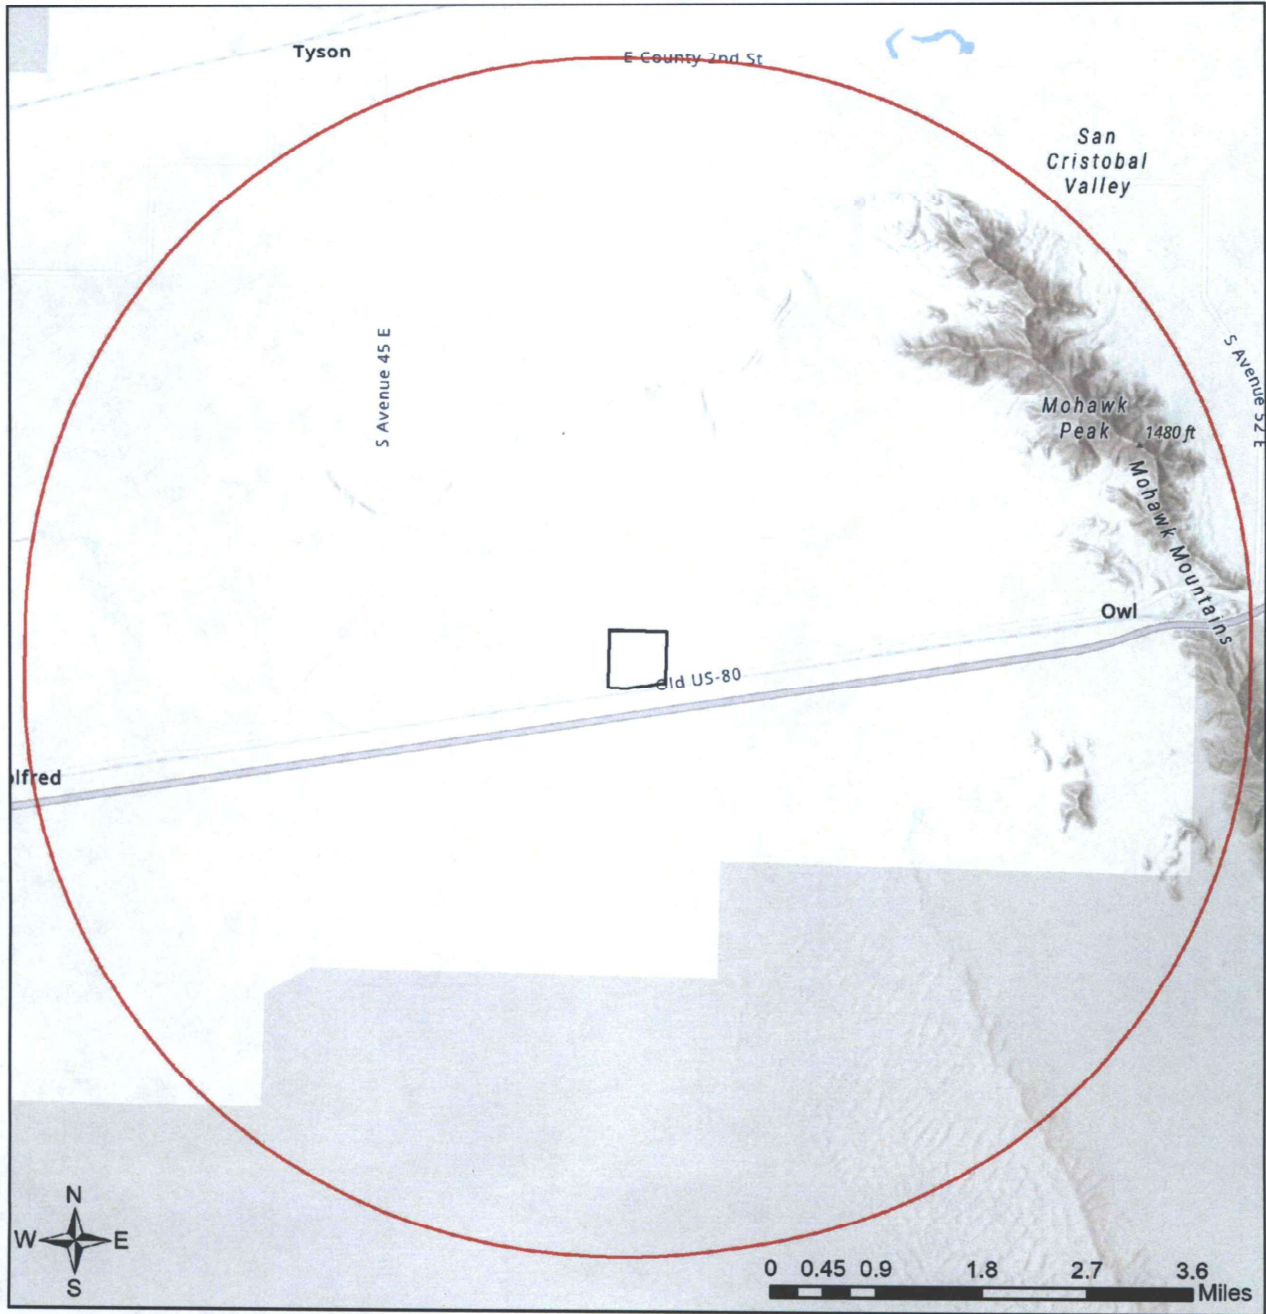 Tyson
E County 2nd St
San
Cristobal
Valley
S Avenue 45 E
S Avenue 52 E
Mohawk
Peak
1480 ft
Mohawk Mountains
Owl
Old US-80
olfred
N
W E
S
0 0.45 0.9 1.8 2.7 3.6
Miles